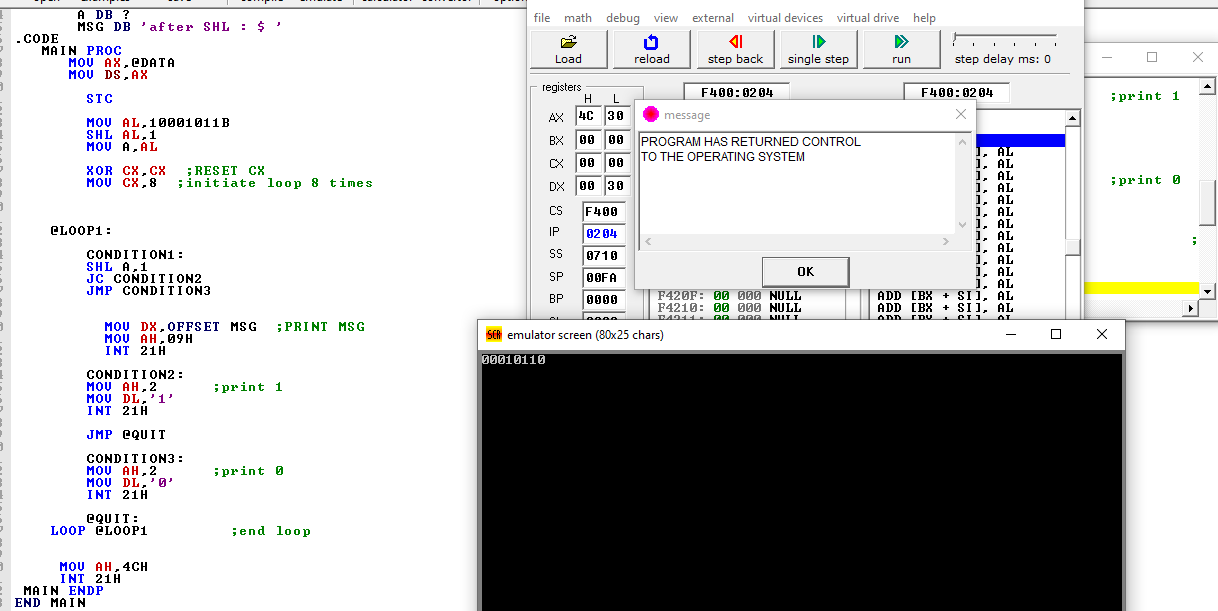 A DB ?
MSG DB 'after SHL : $ '
.CODE
MAIN PROC
MOV AX,@DATA
MOV DS,AX
STC
MOV AL,10001011B
SHL AL,1
MOV A,AL
XOR CX,CX ;RESET CX
MOV CX,8 ;initiate loop 8 times
@LOOP1:
CONDITION1:
SHL A,1
JC CONDITION2
JMP CONDITION3
MOV DX,OFFSET MSG ;PRINT MSG
MOV AH,09H
INT 21H
CONDITION2:
MOV AH,2 ;print 1
MOV DL,'1'
INT 21H
JMP @QUIT
CONDITION3:
MOV AH,2 ;print 0
MOV DL,'0'
INT 21H
@QUIT:
LOOP @LOOP1 ;end loop
MOV AH,4CH
INT 21H
MAIN ENDP
END MAIN
file math debug view external virtual devices virtual drive help
Load reload step back single step run step delay ms: 0
registers
H L
F400:0204 F400:0204
AX 4C 30
BX 00 00
CX 00 00
DX 00 30
CS F400
IP 0204
SS 0710
SP 00FA
BP 0000
message
PROGRAM HAS RETURNED CONTROL
TO THE OPERATING SYSTEM
OK
], AL
], AL
], AL
], AL
], AL
], AL
], AL
], AL
], AL
], AL
], AL
], AL
F420F: 00 000 NULL ADD [BX + SI], AL
F4210: 00 000 NULL ADD [BX + SI], AL
;print 1
;print 0
;
emulator screen (80x25 chars)
00010110